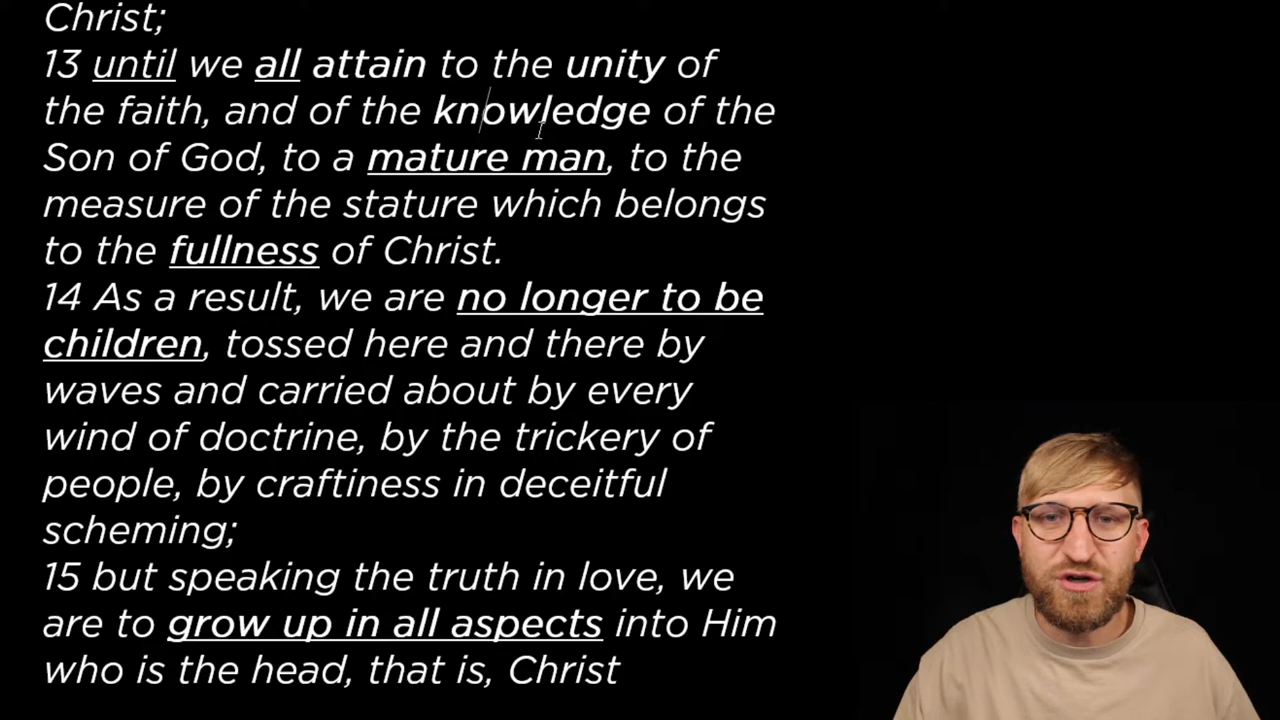 Christ;
13 until we all attain to the unity of
the faith, and of the knowledge of the
Son of God, to a mature man, to the
measure of the stature which belongs
to the fullness of Christ.
14 As a result, we are no longer to be
children, tossed here and there by
waves and carried about by every
wind of doctrine, by the trickery of
people, by craftiness in deceitful
scheming;
15 but speaking the truth in love, we
are to grow up in all aspects into Him
who is the head, that is, Christ